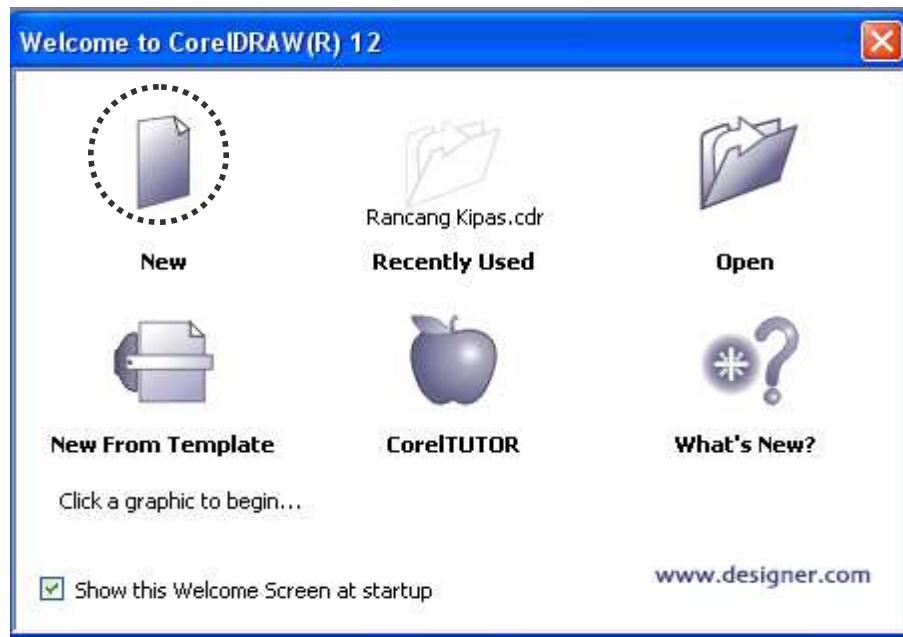 Welcome to CorelDRAW(R) 12
Rancang Kipas.cdr
New
Recently Used
Open
New From Template
CorelTUTOR
What's New?
Click a graphic to begin...
Show this Welcome Screen at startup
www.designer.com